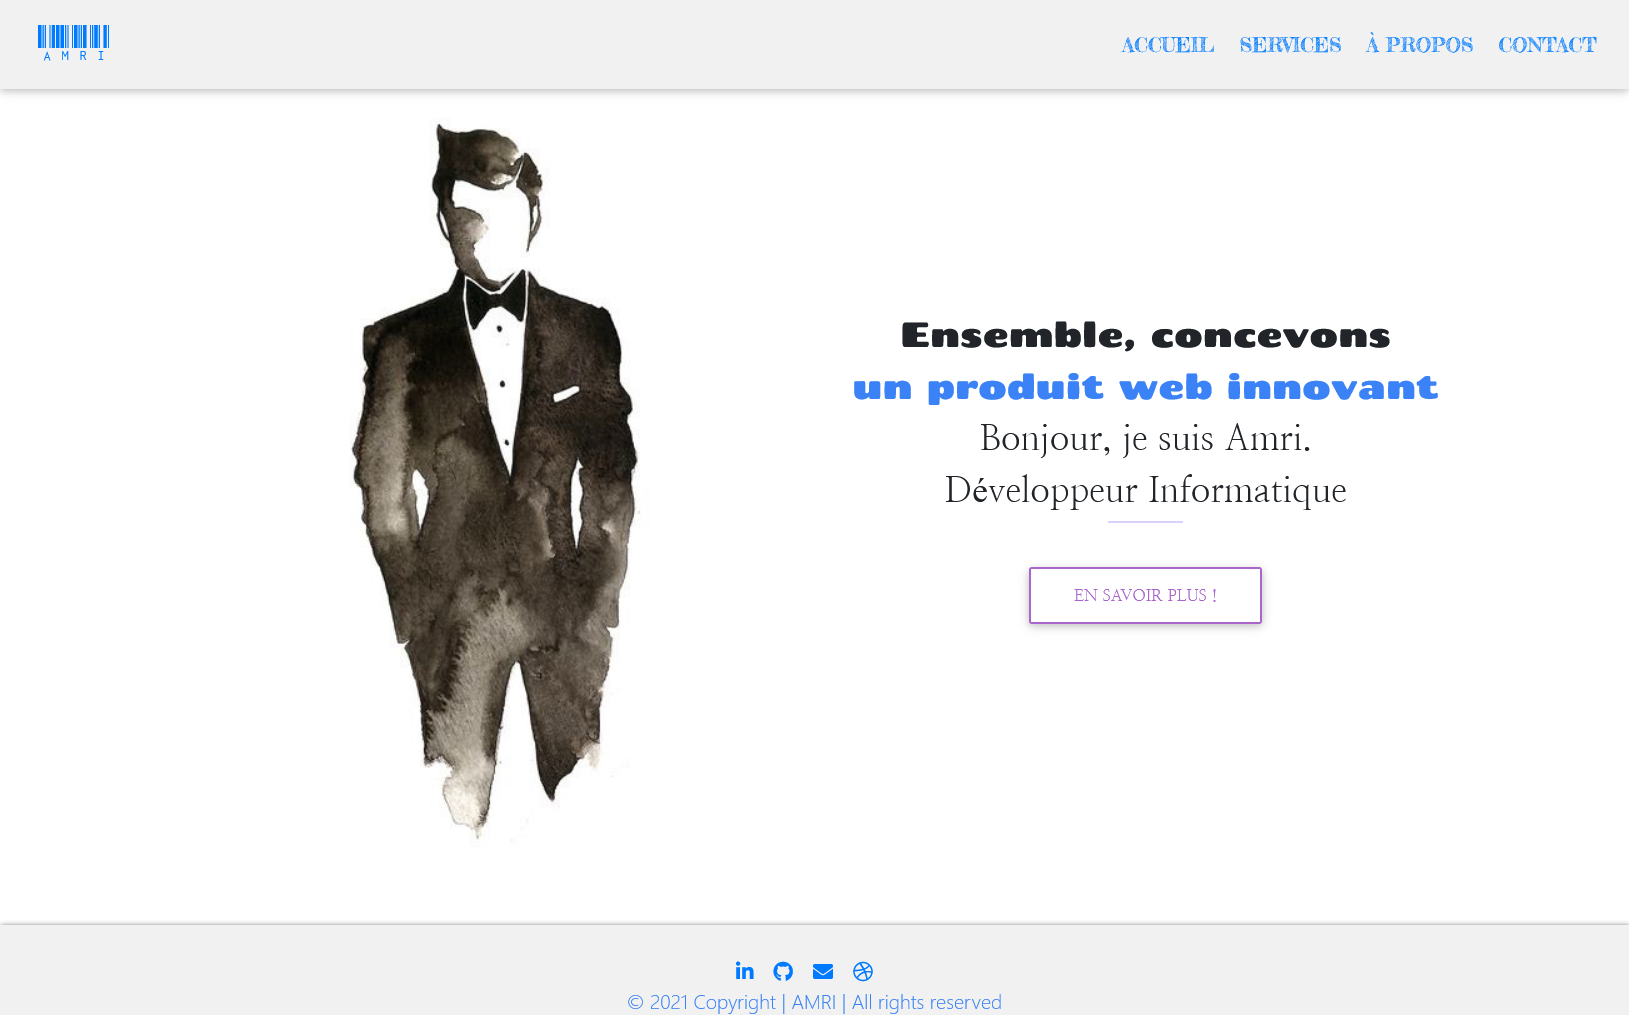 AMRI
ACCUEIL SERVICES À PROPOS CONTACT
Ensemble, concevons
un produit web innovant
Bonjour, je suis Amri.
Développeur Informatique
EN SAVOIR PLUS !
© 2021 Copyright | AMRI | All rights reserved